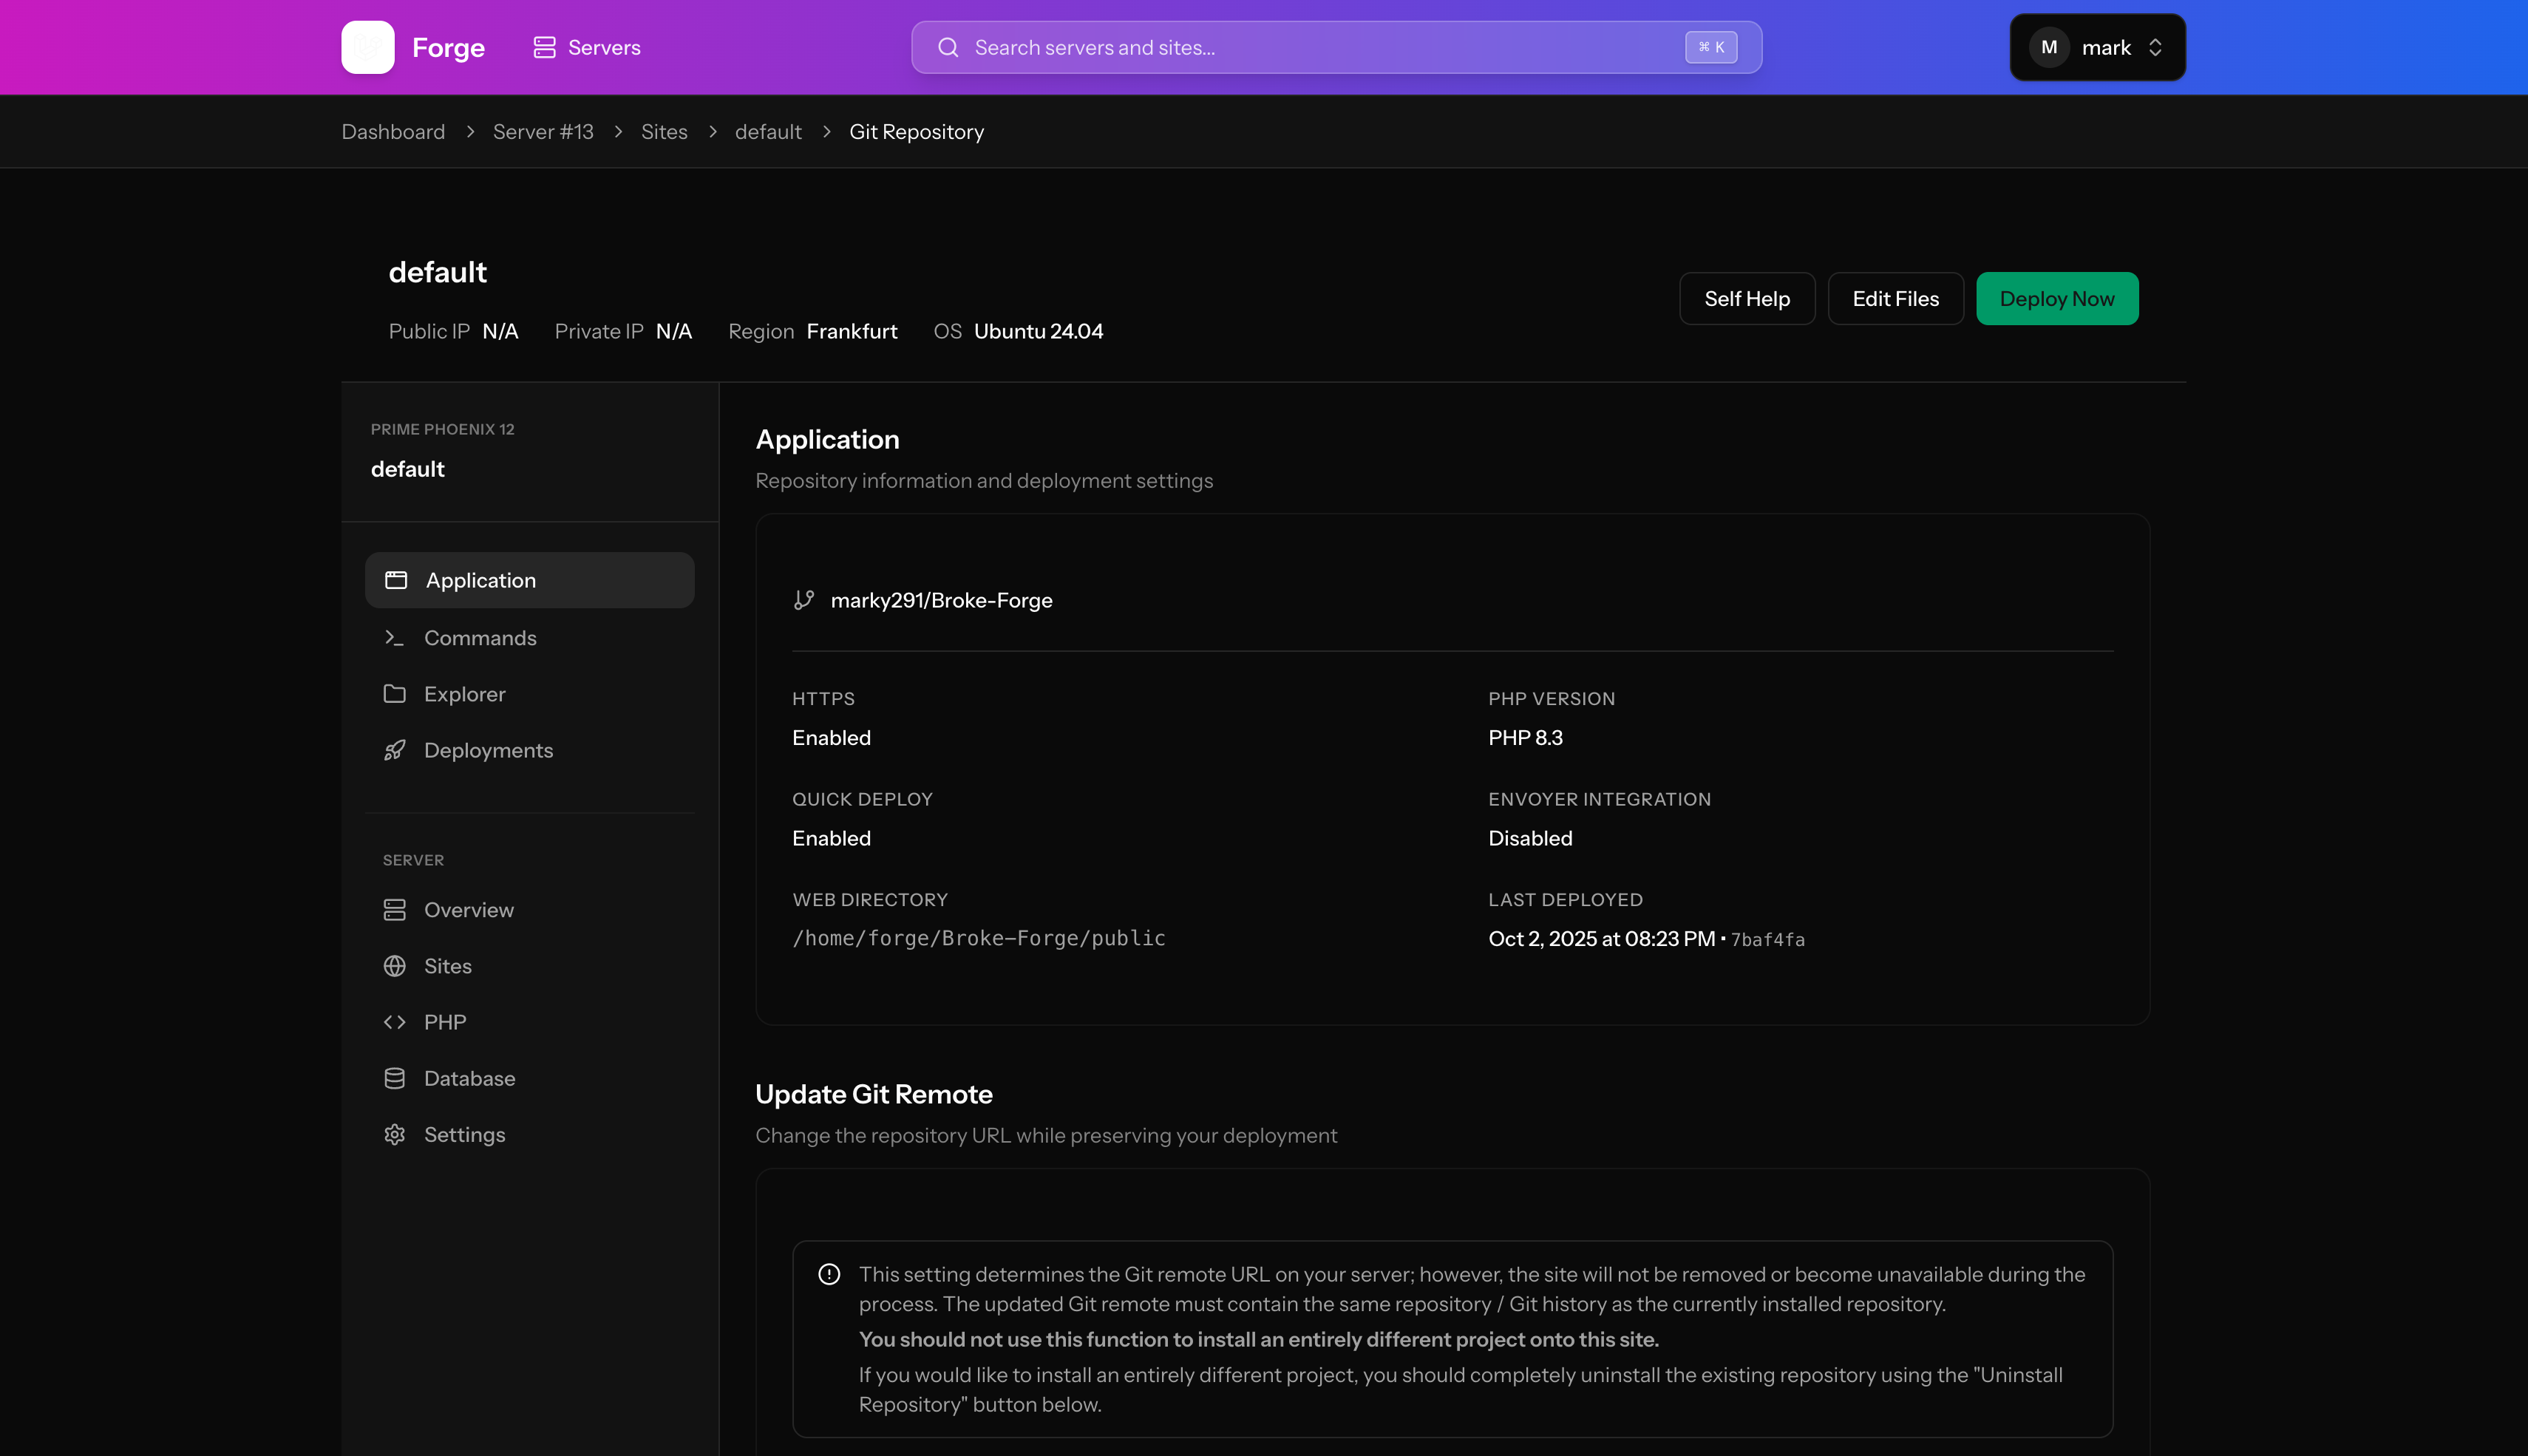 Forge
Servers
Search servers and sites...
⌘ K
M
mark
Dashboard > Server #13 > Sites > default > Git Repository
default
Public IP N/A Private IP N/A Region Frankfurt OS Ubuntu 24.04
Self Help
Edit Files
Deploy Now
PRIME PHOENIX 12
default
Application
Commands
Explorer
Deployments
SERVER
Overview
Sites
PHP
Database
Settings
Application
Repository information and deployment settings
marky291/Broke-Forge
HTTPS
Enabled
PHP VERSION
PHP 8.3
QUICK DEPLOY
Enabled
ENVOYER INTEGRATION
Disabled
WEB DIRECTORY
/home/forge/Broke-Forge/public
LAST DEPLOYED
Oct 2, 2025 at 08:23 PM • 7baf4fa
Update Git Remote
Change the repository URL while preserving your deployment
This setting determines the Git remote URL on your server; however, the site will not be removed or become unavailable during the
process. The updated Git remote must contain the same repository / Git history as the currently installed repository.
You should not use this function to install an entirely different project onto this site.
If you would like to install an entirely different project, you should completely uninstall the existing repository using the "Uninstall
Repository" button below.